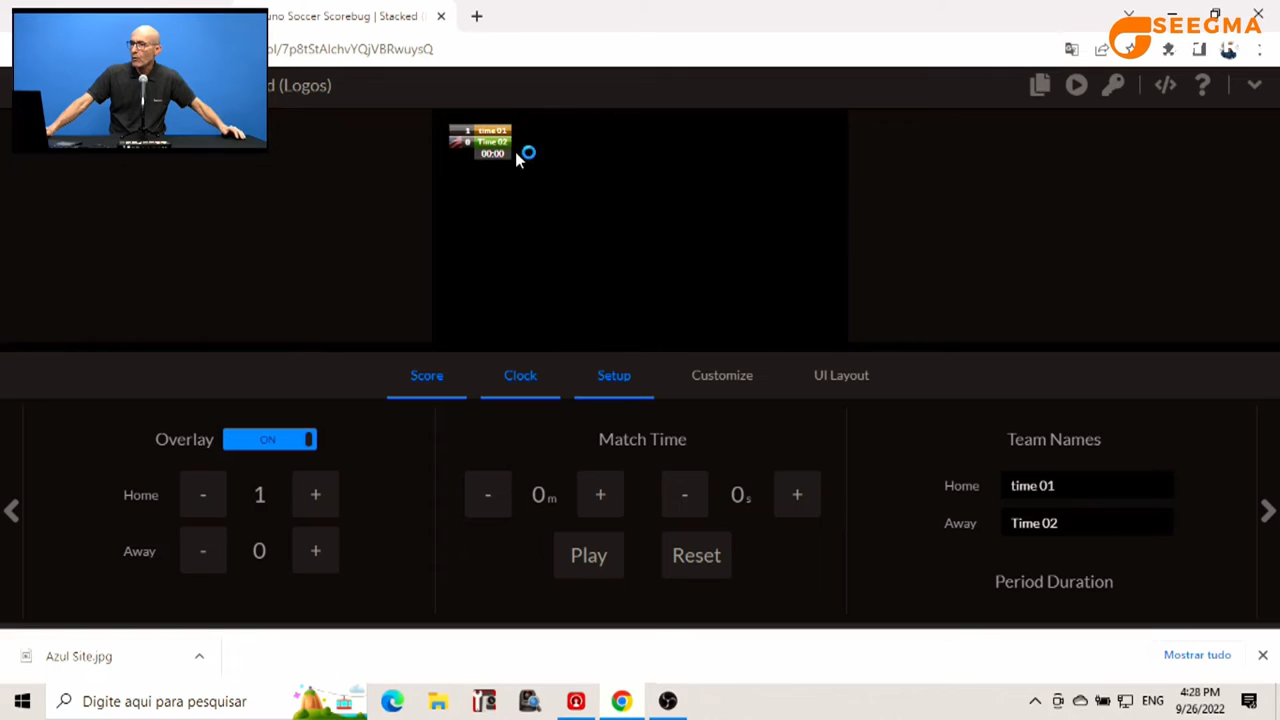 uno Soccer Scorebug | Stacked (
SEEGMA
ol/7p8tStAlchvYQjVBRwuysQ
d (Logos)
1 time 01
0 Time 02
00:00
Score Clock Setup Customize UI Layout
Overlay ON
Home - 1 +
Away - 0 +
Match Time
- 0m + - 0s +
Play Reset
Team Names
Home time 01
Away Time 02
Period Duration
Azul Site.jpg
Mostrar tudo
Digite aqui para pesquisar
ENG
4:28 PM
9/26/2022